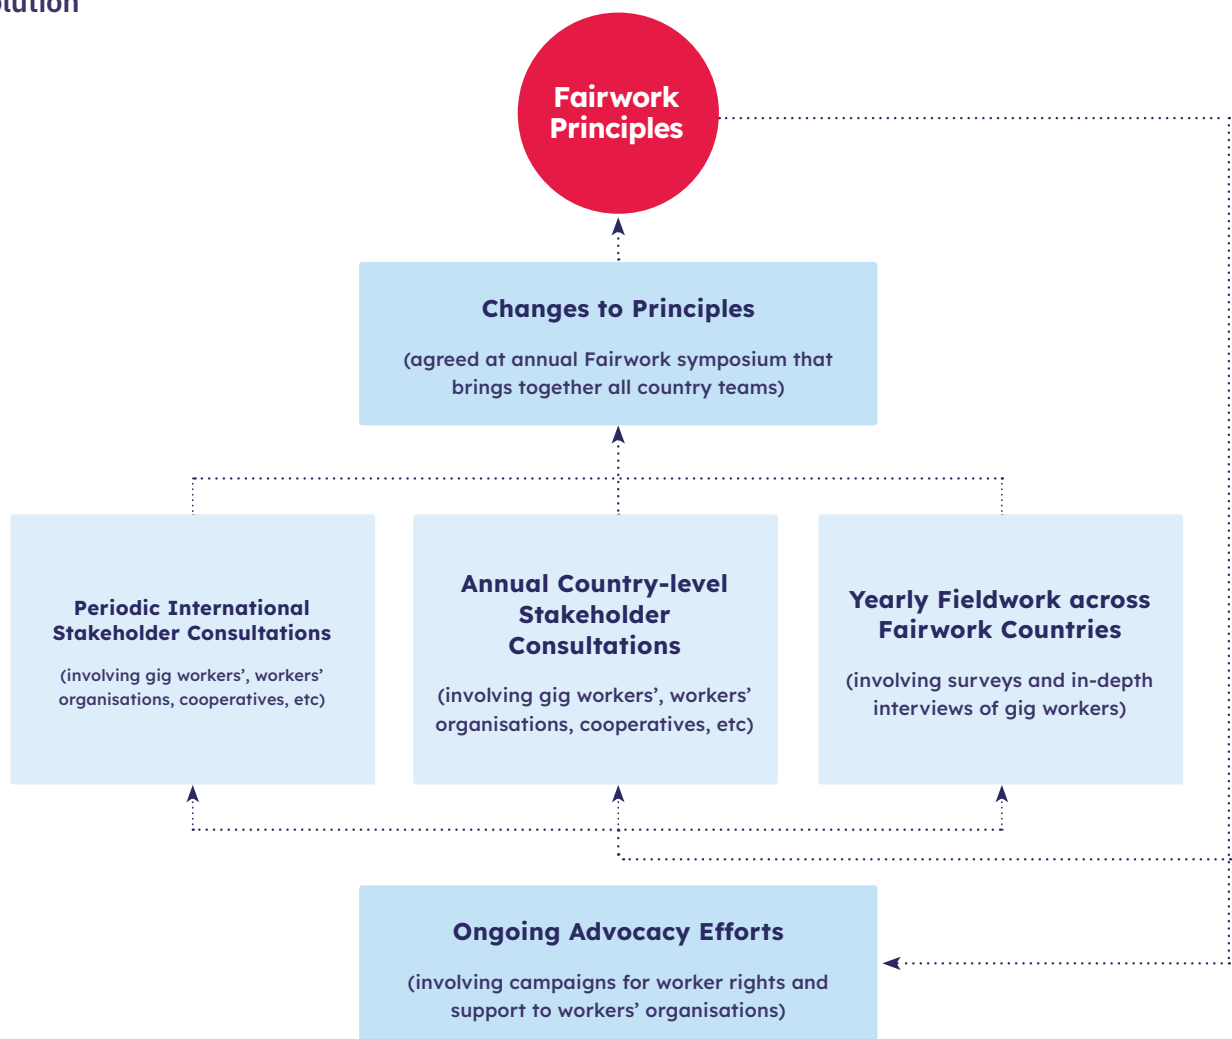 Fairwork
Principles
Changes to Principles
(agreed at annual Fairwork symposium that
brings together all country teams)
Periodic International
Stakeholder Consultations
(involving gig workers’, workers’
organisations, cooperatives, etc)
Annual Country-level
Stakeholder
Consultations
(involving gig workers’, workers’
organisations, cooperatives, etc)
Yearly Fieldwork across
Fairwork Countries
(involving surveys and in-depth
interviews of gig workers)
Ongoing Advocacy Efforts
(involving campaigns for worker rights and
support to workers’ organisations)